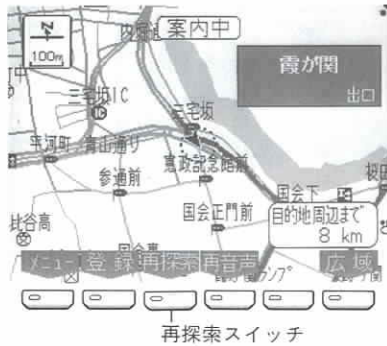 案内中
100m
霞が関
出口
三宅坂IC
三宅坂
平河町
青山通り
憲政記念館前
参議前
国会下
国会正門前
比谷高
目的地周辺まで
8 km
メニュー 登録 再探索 再音声 広域
再探索スイッチ